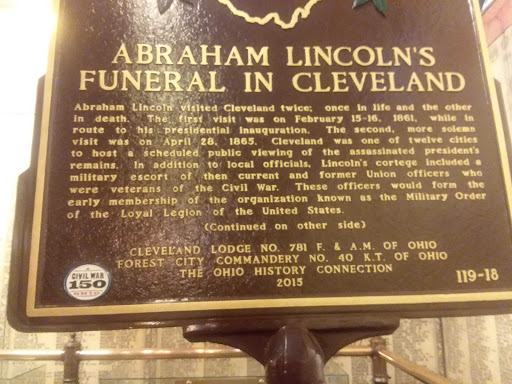 ABRAHAM LINCOLN'S
FUNERAL IN CLEVELAND
Abraham Lincoln visited Cleveland twice; once in life and the other
in death. The first visit was on February 15-16, 1861, while in
route to his presidential inauguration. The second, more solemn
visit was on April 28, 1865. Cleveland was one of twelve cities
to host a scheduled public viewing of the assassinated president's
remains. In addition to local officials, Lincoln's cortege included a
military escort of then current and former Union officers who
were veterans of the Civil War. These officers would form the
early membership of the organization known as the Military Order
of the Loyal Legion of the United States.
(Continued on other side)
CLEVELAND LODGE NO. 781 F. & A.M. OF OHIO
FOREST CITY COMMANDERY NO. 40 K.T. OF OHIO
THE OHIO HISTORY CONNECTION
2015
119-18
CIVIL WAR
150